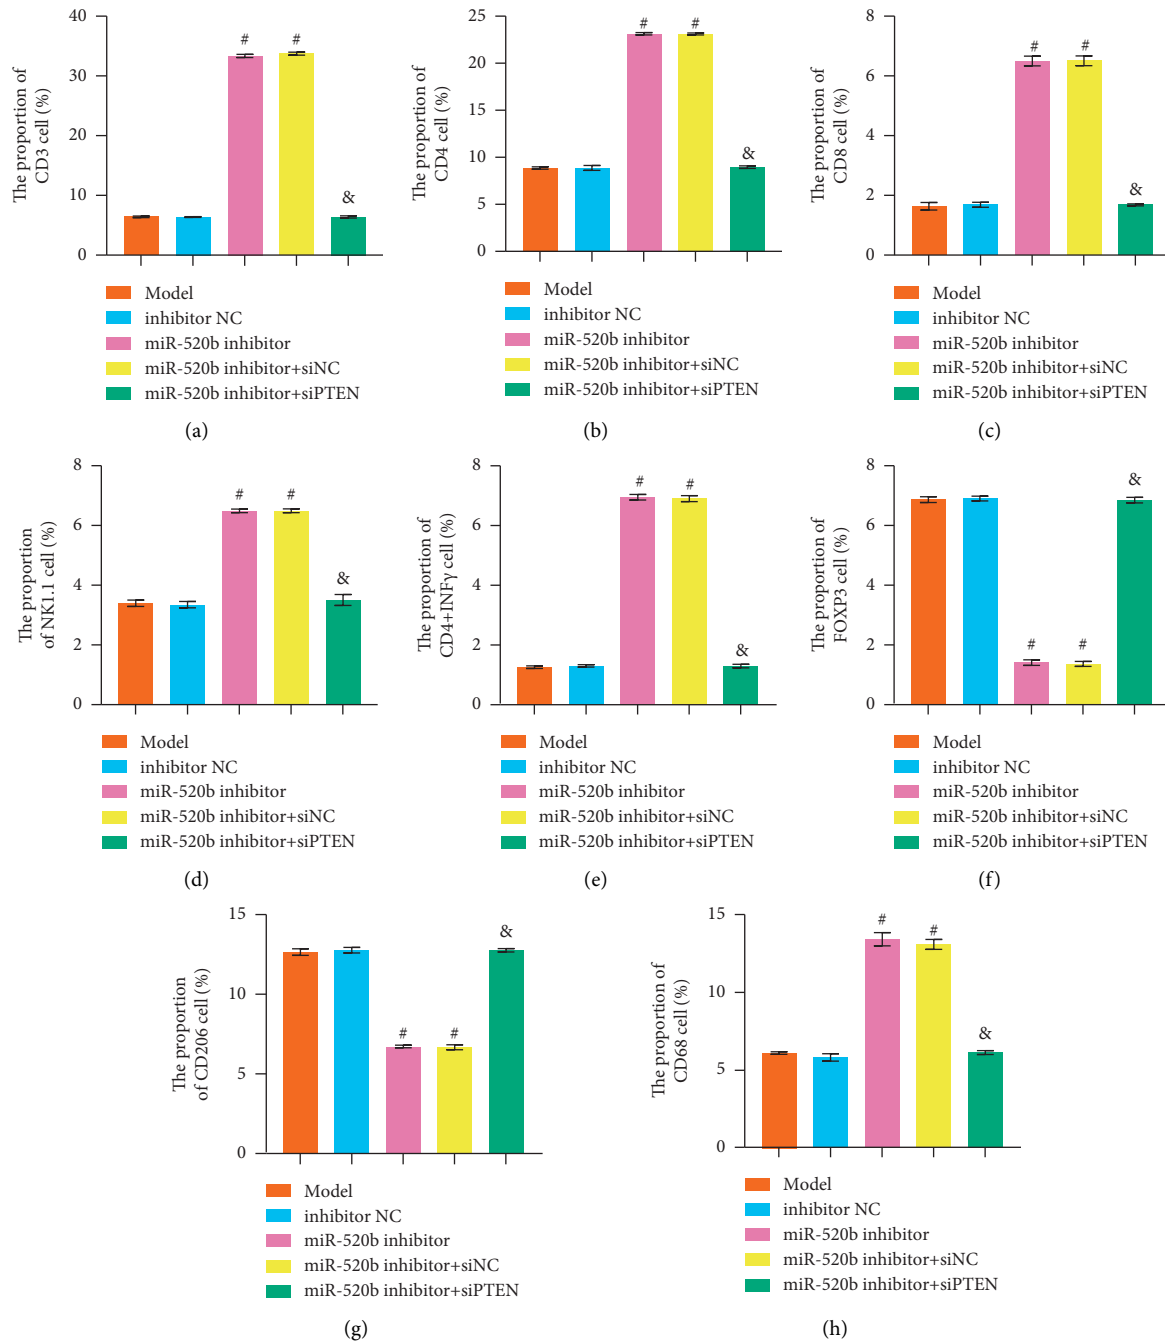 The proportion of
CD3 cell (%)
40
30
20
10
0
#
#
&
Model
inhibitor NC
miR-520b inhibitor
miR-520b inhibitor+siNC
miR-520b inhibitor+siPTEN
(a)
The proportion of
CD4 cell (%)
25
20
15
10
5
0
#
#
&
Model
inhibitor NC
miR-520b inhibitor
miR-520b inhibitor+siNC
miR-520b inhibitor+siPTEN
(b)
The proportion of
CD8 cell (%)
8
6
4
2
0
#
#
&
Model
inhibitor NC
miR-520b inhibitor
miR-520b inhibitor+siNC
miR-520b inhibitor+siPTEN
(c)
The proportion
of NK1.1 cell (%)
8
6
4
2
0
#
#
&
Model
inhibitor NC
miR-520b inhibitor
miR-520b inhibitor+siNC
miR-520b inhibitor+siPTEN
(d)
The proportion of
CD4+INFγ cell (%)
8
6
4
2
0
#
#
&
Model
inhibitor NC
miR-520b inhibitor
miR-520b inhibitor+siNC
miR-520b inhibitor+siPTEN
(e)
The proportion of
FOXP3 cell (%)
8
6
4
2
0
#
#
&
Model
inhibitor NC
miR-520b inhibitor
miR-520b inhibitor+siNC
miR-520b inhibitor+siPTEN
(f)
The proportion
of CD206 cell (%)
15
10
5
0
#
#
&
Model
inhibitor NC
miR-520b inhibitor
miR-520b inhibitor+siNC
miR-520b inhibitor+siPTEN
(g)
The proportion of
CD68 cell (%)
15
10
5
0
#
#
&
Model
inhibitor NC
miR-520b inhibitor
miR-520b inhibitor+siNC
miR-520b inhibitor+siPTEN
(h)